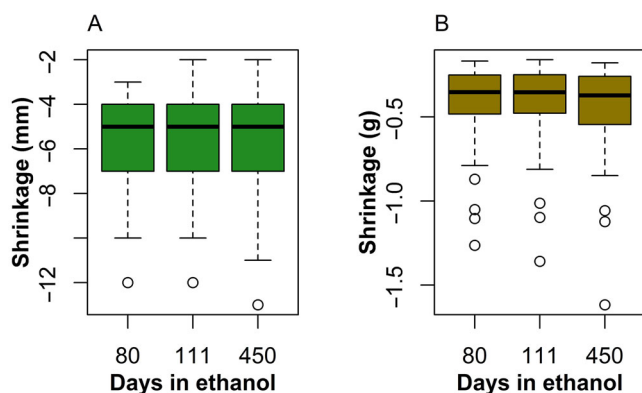 A
Shrinkage (mm)
−2
−4
−6
−8
−12
80 111 450
Days in ethanol
B
Shrinkage (g)
−0.5
−1.0
−1.5
80 111 450
Days in ethanol